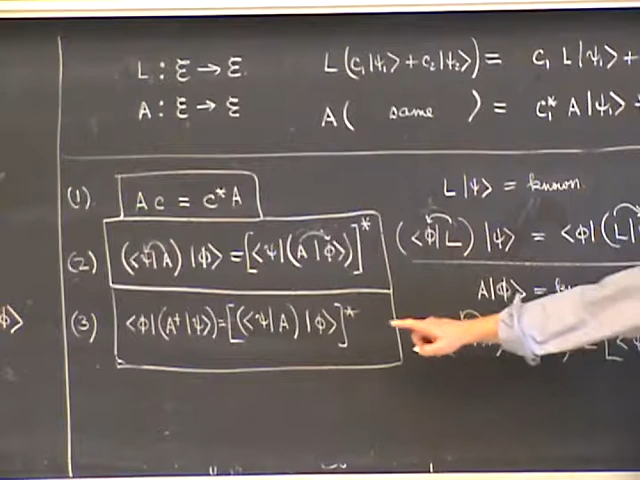 L : ℰ → ℰ
L(c₁|ψ₁> + c₂|ψ₂>) = c₁ L|ψ₁> +
A : ℰ → ℰ
A( same ) = c₁* A|ψ₁> +
(1) Ac = c*A
L|ψ> = known
(2) (<ψ|A)|φ> = [<ψ|(A|φ>)]*
(<φ|L)|ψ> = <φ|(L|
A|φ> =
φ>
(3) <φ|(A†|ψ>) = [(<ψ|A)|φ>]*